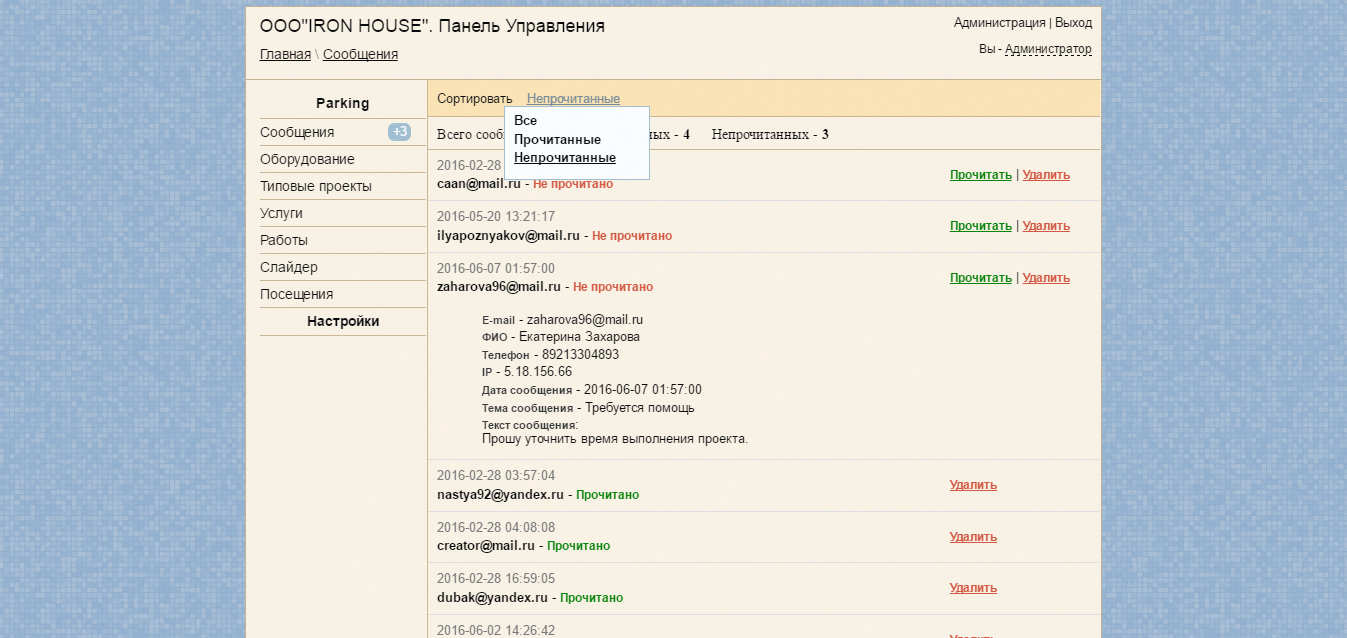 ООО"IRON HOUSE". Панель Управления
Администрация | Выход
Главная \ Сообщения
Вы - Администратор
Parking
Сообщения +3
Оборудование
Типовые проекты
Услуги
Работы
Слайдер
Посещения
Настройки
Сортировать Непрочитанные
Все
Прочитанные
Непрочитанные
Всего - 4 Непрочитанных - 3
2016-02-28
caan@mail.ru - Не прочитано
Прочитать | Удалить
2016-05-20 13:21:17
ilyapoznyakov@mail.ru - Не прочитано
Прочитать | Удалить
2016-06-07 01:57:00
zaharova96@mail.ru - Не прочитано
Прочитать | Удалить
E-mail - zaharova96@mail.ru
ФИО - Екатерина Захарова
Телефон - 89213304893
IP - 5.18.156.66
Дата сообщения - 2016-06-07 01:57:00
Тема сообщения - Требуется помощь
Текст сообщения:
Прошу уточнить время выполнения проекта.
2016-02-28 03:57:04
nastya92@yandex.ru - Прочитано
Удалить
2016-02-28 04:08:08
creator@mail.ru - Прочитано
Удалить
2016-02-28 16:59:05
dubak@yandex.ru - Прочитано
Удалить
2016-06-02 14:26:42